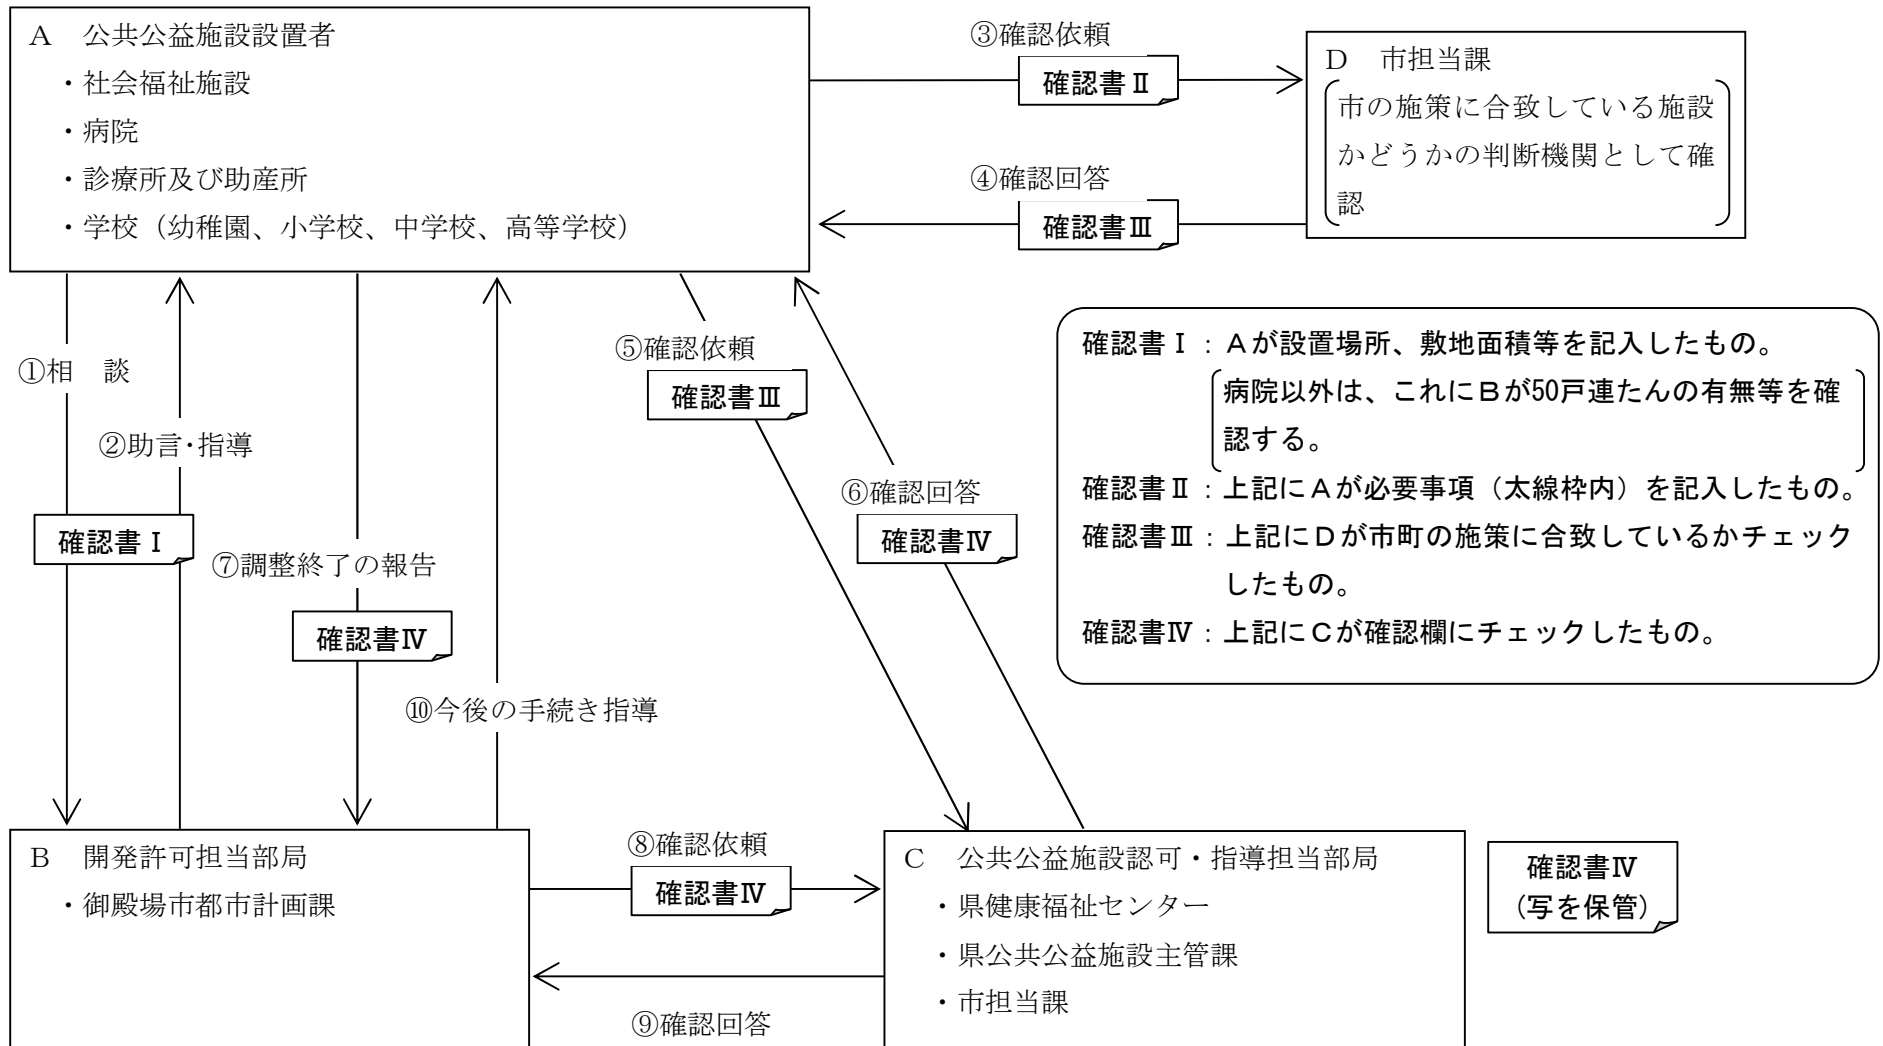 A　公共公益施設設置者
・社会福祉施設
・病院
・診療所及び助産所
・学校（幼稚園、小学校、中学校、高等学校）
③確認依頼
確認書Ⅱ
④確認回答
確認書Ⅲ
D　市担当課
市の施策に合致している施設
かどうかの判断機関として確
認
①相　談
②助言･指導
確認書Ⅰ
⑦調整終了の報告
確認書Ⅳ
⑩今後の手続き指導
⑤確認依頼
確認書Ⅲ
⑥確認回答
確認書Ⅳ
確認書Ⅰ：Ａが設置場所、敷地面積等を記入したもの。
病院以外は、これにＢが50戸連たんの有無等を確
認する。
確認書Ⅱ：上記にＡが必要事項（太線枠内）を記入したもの。
確認書Ⅲ：上記にＤが市町の施策に合致しているかチェック
したもの。
確認書Ⅳ：上記にＣが確認欄にチェックしたもの。
B　開発許可担当部局
・御殿場市都市計画課
⑧確認依頼
確認書Ⅳ
⑨確認回答
C　公共公益施設認可・指導担当部局
・県健康福祉センター
・県公共公益施設主管課
・市担当課
確認書Ⅳ
（写を保管）